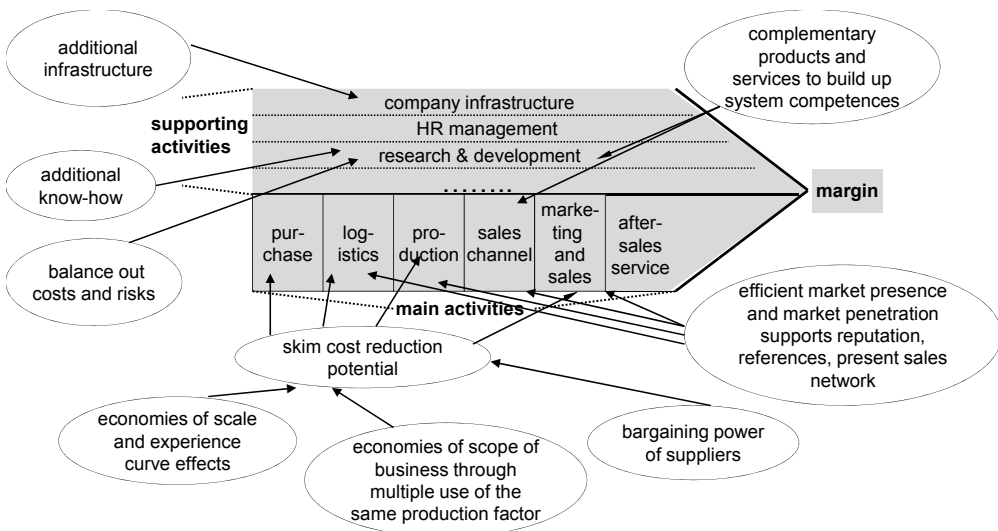 additional
infrastructure
complementary
products and
services to build up
system competences
company infrastructure
supporting
activities
HR management
research & development
additional
know-how
........
margin
pur-
chase
log-
istics
pro-
duction
sales
channel
marke-
ting and
sales
after-
sales
service
balance out
costs and risks
main activities
efficient market presence
and market penetration
supports reputation,
references, present sales
network
skim cost reduction
potential
economies of scale
and experience
curve effects
economies of scope of
business through
multiple use of the
same production factor
bargaining power
of suppliers